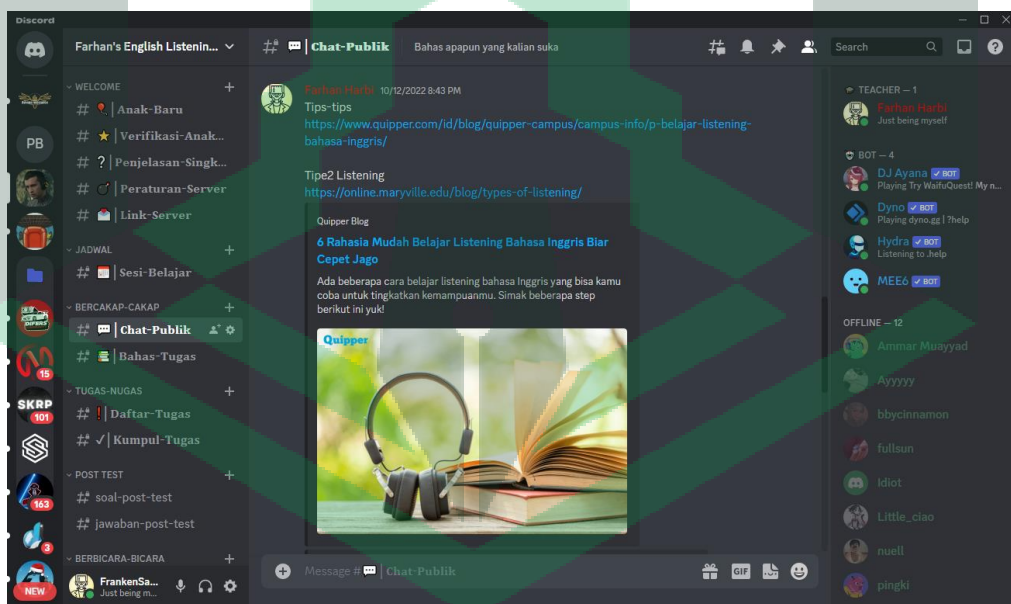 Discord
PB
DIPERS
15
SKRP
101
163
3
NEW
Farhan's English Listenin...
WELCOME
Anak-Baru
Verifikasi-Anak...
Penjelasan-Singk...
Peraturan-Server
Link-Server
JADWAL
Sesi-Belajar
BERCAKAP-CAKAP
Chat-Publik
Bahas-Tugas
TUGAS-NUGAS
Daftar-Tugas
Kumpul-Tugas
POST TEST
soal-post-test
jawaban-post-test
BERBICARA-BICARA
FrankenSa...
Just being m...
Chat-Publik
Bahas apapun yang kalian suka
Search
Farhan Harbi 10/12/2022 8:43 PM
Tips-tips
https://www.quipper.com/id/blog/quipper-campus/campus-info/p-belajar-listening-
bahasa-inggris/
Tipe2 Listening
https://online.maryville.edu/blog/types-of-listening/
Quipper Blog
6 Rahasia Mudah Belajar Listening Bahasa Inggris Biar
Cepet Jago
Ada beberapa cara belajar listening bahasa Inggris yang bisa kamu
coba untuk tingkatkan kemampuanmu. Simak beberapa step
berikut ini yuk!
Quipper
Message # | Chat-Publik
GIF
TEACHER — 1
Farhan Harbi
Just being myself
BOT — 4
DJ Ayana ✓ BOT
Playing Try WaifuQuest! My n...
Dyno ✓ BOT
Playing dyno.gg | ?help
Hydra ✓ BOT
Listening to .help
MEE6 ✓ BOT
OFFLINE — 12
Ammar Muayyad
Ayyyyy
bbycinnamon
fullsun
Idiot
Little_ciao
nuell
pingki